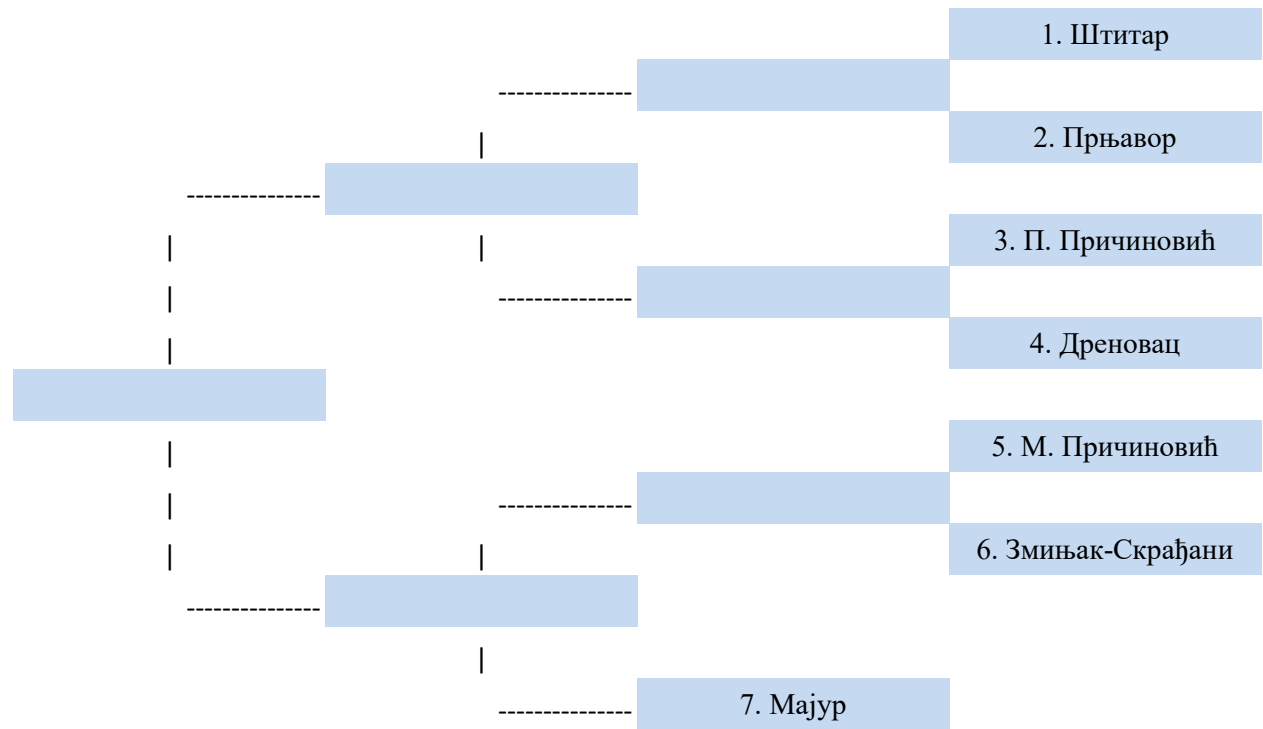 1. Штитар
2. Прњавор
3. П. Причиновић
4. Дреновац
5. М. Причиновић
6. Змињак-Скрађани
7. Мајур